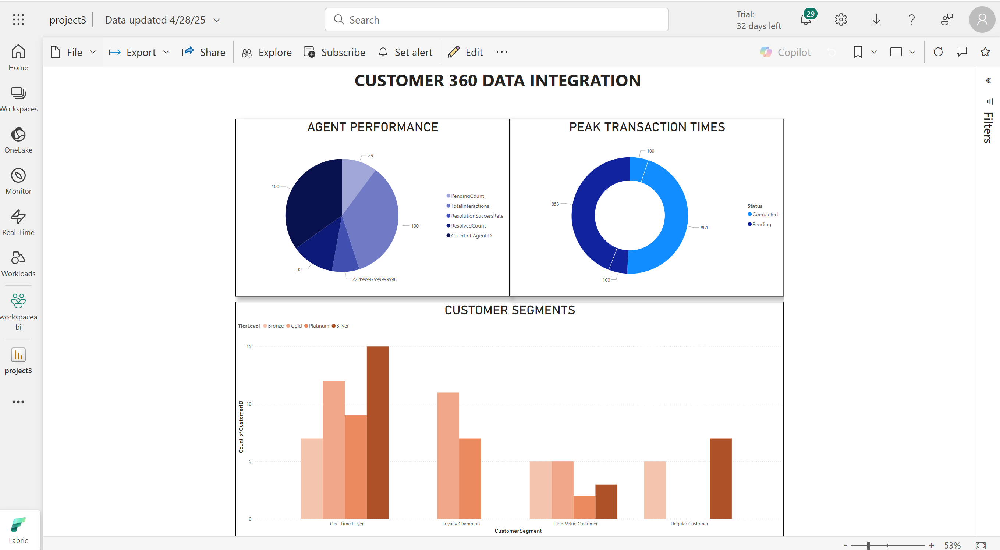 project3
Data updated 4/28/25
Search
Trial:
32 days left
29
File
Export
Share
Explore
Subscribe
Set alert
Edit
Copilot
Home
Workspaces
OneLake
Monitor
Real-Time
Workloads
workspacea
bi
project3
Fabric
CUSTOMER 360 DATA INTEGRATION
Filters
AGENT PERFORMANCE
29
100
100
35
22.499997999999998
PendingCount
TotalInteractions
ResolutionSuccessRate
ResolvedCount
Count of AgentID
PEAK TRANSACTION TIMES
100
853
881
100
Status
Completed
Pending
CUSTOMER SEGMENTS
TierLevel Bronze Gold Platinum Silver
15
10
5
0
Count of CustomerID
One-Time Buyer
Loyalty Champion
High-Value Customer
Regular Customer
CustomerSegment
- + 53%